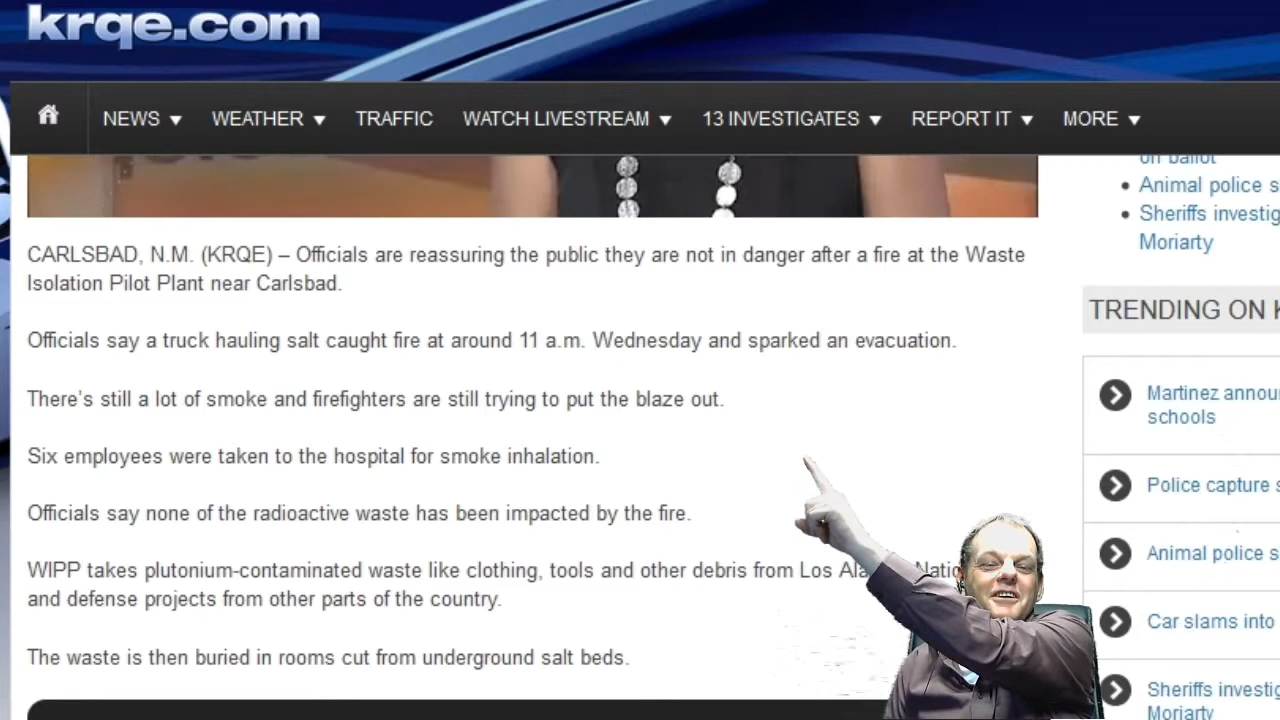 krqe.com
NEWS WEATHER TRAFFIC WATCH LIVESTREAM 13 INVESTIGATES REPORT IT MORE
CARLSBAD, N.M. (KRQE) – Officials are reassuring the public they are not in danger after a fire at the Waste
Isolation Pilot Plant near Carlsbad.
Officials say a truck hauling salt caught fire at around 11 a.m. Wednesday and sparked an evacuation.
There's still a lot of smoke and firefighters are still trying to put the blaze out.
Six employees were taken to the hospital for smoke inhalation.
Officials say none of the radioactive waste has been impacted by the fire.
WIPP takes plutonium-contaminated waste like clothing, tools and other debris from Los
and defense projects from other parts of the country.
The waste is then buried in rooms cut from underground salt beds.
on ballot
Animal police
Sheriffs
Moriarty
TRENDING ON
Martinez
schools
Police capture
Animal police
Car slams into
Sheriffs
Moriarty